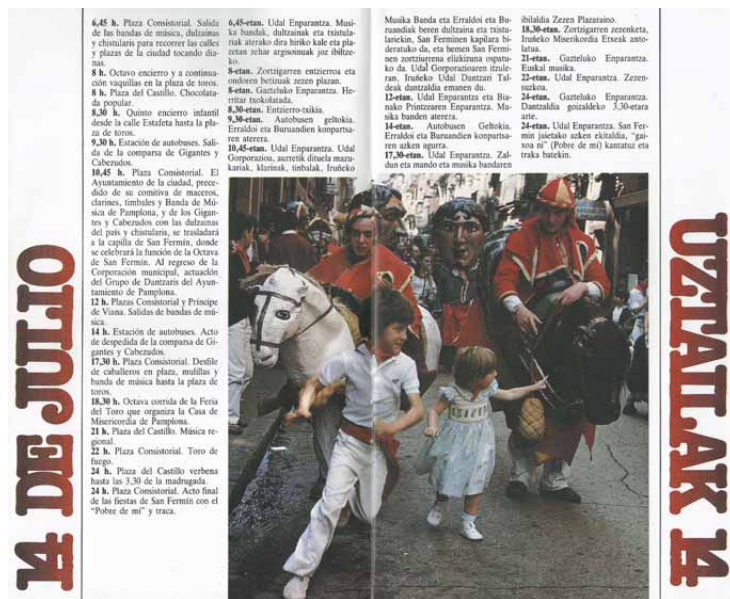 14 DE JULIO
6,45 h. Plaza Consistorial. Salida
de las bandas de música, dulzainas
y chistularis para recorrer las calles
y plazas de la ciudad tocando dia-
nas.
8 h. Octavo encierro y a continua-
ción vaquillas en la plaza de toros.
8 h. Plaza del Castillo. Chocolata-
da popular.
8,30 h. Quinto encierro infantil
desde la calle Estafeta hasta la pla-
za de toros.
9,30 h. Estación de autobuses. Sali-
da de la comparsa de Gigantes y
Cabezudos.
10,45 h. Plaza Consistorial. El
Ayuntamiento de la ciudad, prece-
dido de su comitiva de maceros,
clarines, timbales y Banda de Mú-
sica de Pamplona, y de los Gigan-
tes y Cabezudos con las dulzainas
del país y chistularis, se trasladará
a la capilla de San Fermín, donde
se celebrará la función de la Octava
de San Fermín. Al regreso de la
Corporación municipal, actuación
del Grupo de Dantzaris del Ayun-
tamiento de Pamplona.
12 h. Plazas Consistorial y Príncipe
de Viana. Salidas de bandas de mú-
sica.
14 h. Estación de autobuses. Acto
de despedida de la comparsa de Gi-
gantes y Cabezudos.
17,30 h. Plaza Consistorial. Desfile
de caballeros en plaza, mulillas y
banda de música hasta la plaza de
toros.
18,30 h. Octava corrida de la Feria
del Toro que organiza la Casa de
Misericordia de Pamplona.
21 h. Plaza del Castillo. Música re-
gional.
22 h. Plaza Consistorial. Toro de
fuego.
24 h. Plaza del Castillo verbena
hasta las 3,30 de la madrugada.
24 h. Plaza Consistorial. Acto final
de las fiestas de San Fermín con el
“Pobre de mí” y traca.
6,45-etan. Udal Enparantza. Musi-
ka bandak, dultzainak eta txistula-
riak aterako dira hiriko kale eta pla-
zetan zehar argisoinuak joz ibiltze-
ko.
8-etan. Zortzigarren entzierroa eta
ondoren betizuak zezen plazan.
8-etan. Gazteluko Enparantza. He-
rritar txokolatada.
8,30-etan. Entzierro-txikia.
9,30-etan. Autobusen geltokia.
Erraldoi eta Buruandien konpartsa-
ren aterera.
10,45-etan. Udal Enparantza. Udal
Gorporazioa, aurretik dituela mazu-
kariak, klarinak, tinbalak, Iruñeko
Musika Banda eta Erraldoi eta Bu-
ruandiak beren dultzaina eta txistu-
lariekin, San Ferminen kapilara bi-
deratuko da, eta hemen San Fermi-
nen zortziurrena elizkizuna ospatu-
ko da. Udal Gorporazioaren itzule-
ran, Iruñeko Udal Dantzari Tal-
deak dantzaldia emanen du.
12-etan. Udal Enparantza eta Bia-
nako Printzearen Enparantza. Mu-
sika banden aterera.
14-etan. Autobusen Geltokia.
Erraldoi eta Buruandien konpartsa-
ren azken agurra.
17,30-etan. Udal Enparantza. Zal-
dun eta mando eta musika bandaren
ibilaldia Zezen Plazaraino.
18,30-etan. Zortzigarren zezenketa,
Iruñeko Miserikordia Etxeak anto-
latua.
21-etan. Gazteluko Enparantza.
Euskal musika.
22-etan. Udal Enparantza. Zezen-
suzkoa.
24-etan. Gazteluko Enparantza.
Dantzaldia goizaldeko 3,30-etara
arte.
24-etan. Udal Enparantza. San Fer-
min jaietako azken ekitaldia, “gai-
xoa ni” (Pobre de mí) kantatuz eta
traka batekin.
UZTAILAK 14